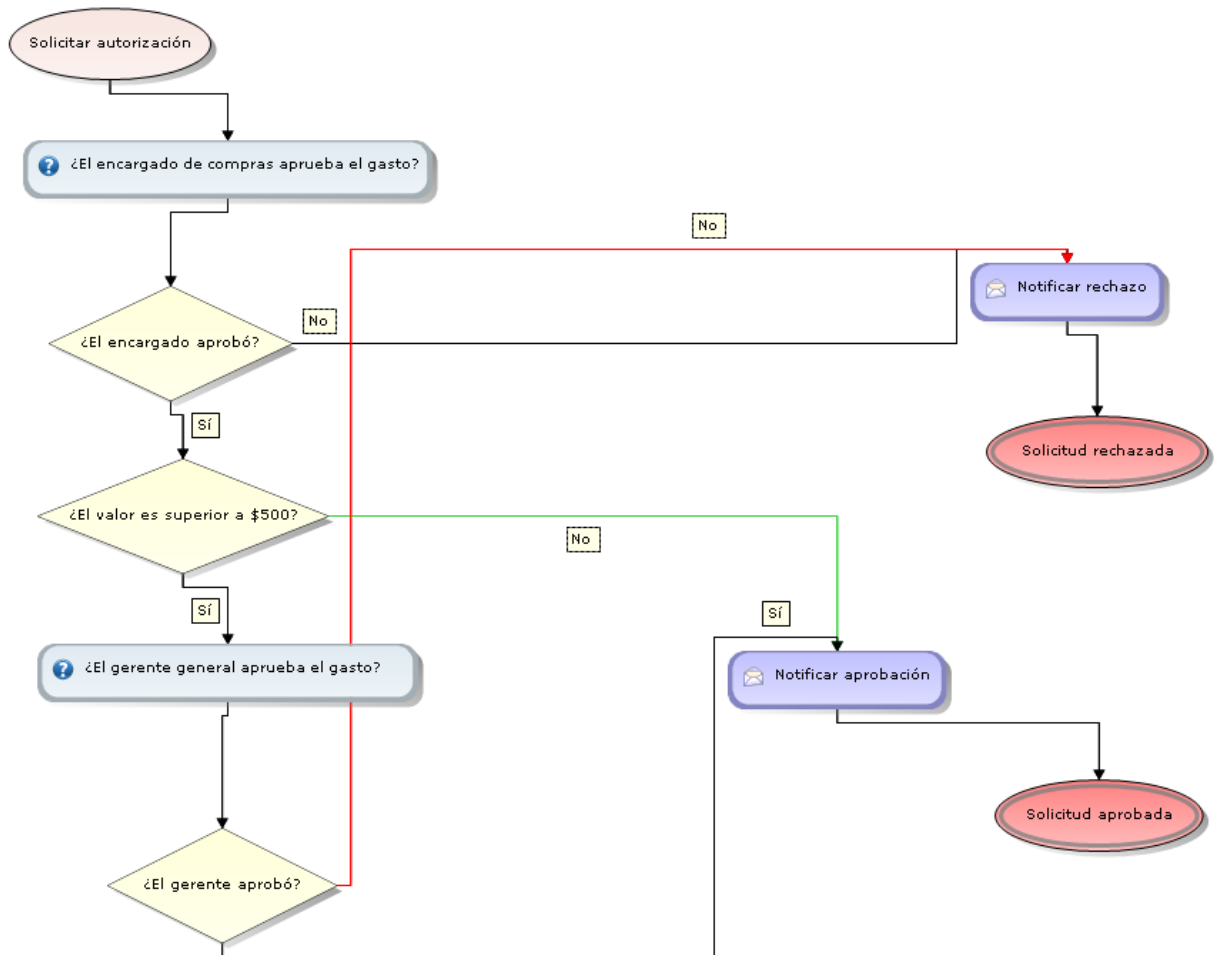 Solicitar autorización
¿El encargado de compras aprueba el gasto?
No
Notificar rechazo
No
¿El encargado aprobó?
Sí
Solicitud rechazada
¿El valor es superior a $500?
No
Sí
Sí
¿El gerente general aprueba el gasto?
Notificar aprobación
Solicitud aprobada
¿El gerente aprobó?